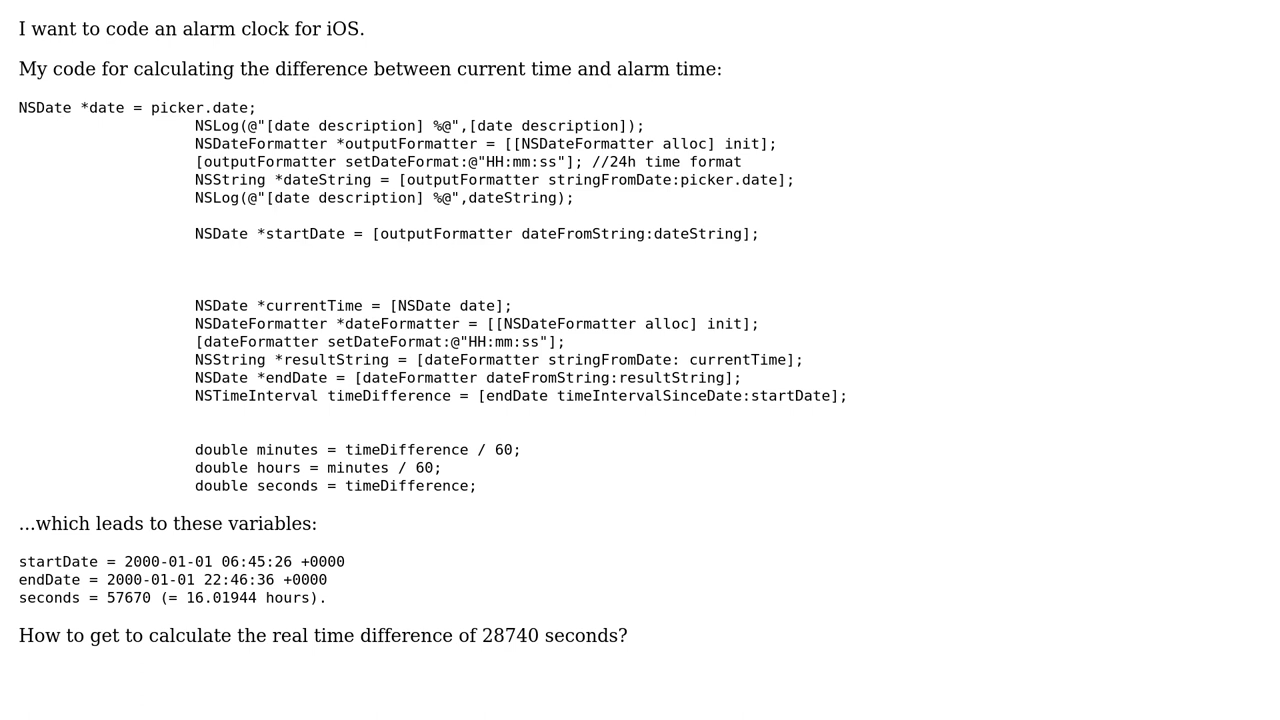 I want to code an alarm clock for iOS.
My code for calculating the difference between current time and alarm time:
NSDate *date = picker.date;
NSLog(@"[date description] %@",[date description]);
NSDateFormatter *outputFormatter = [[NSDateFormatter alloc] init];
[outputFormatter setDateFormat:@"HH:mm:ss"]; //24h time format
NSString *dateString = [outputFormatter stringFromDate:picker.date];
NSLog(@"[date description] %@",dateString);
NSDate *startDate = [outputFormatter dateFromString:dateString];
NSDate *currentTime = [NSDate date];
NSDateFormatter *dateFormatter = [[NSDateFormatter alloc] init];
[dateFormatter setDateFormat:@"HH:mm:ss"];
NSString *resultString = [dateFormatter stringFromDate: currentTime];
NSDate *endDate = [dateFormatter dateFromString:resultString];
NSTimeInterval timeDifference = [endDate timeIntervalSinceDate:startDate];
double minutes = timeDifference / 60;
double hours = minutes / 60;
double seconds = timeDifference;
...which leads to these variables:
startDate = 2000-01-01 06:45:26 +0000
endDate = 2000-01-01 22:46:36 +0000
seconds = 57670 (= 16.01944 hours).
How to get to calculate the real time difference of 28740 seconds?